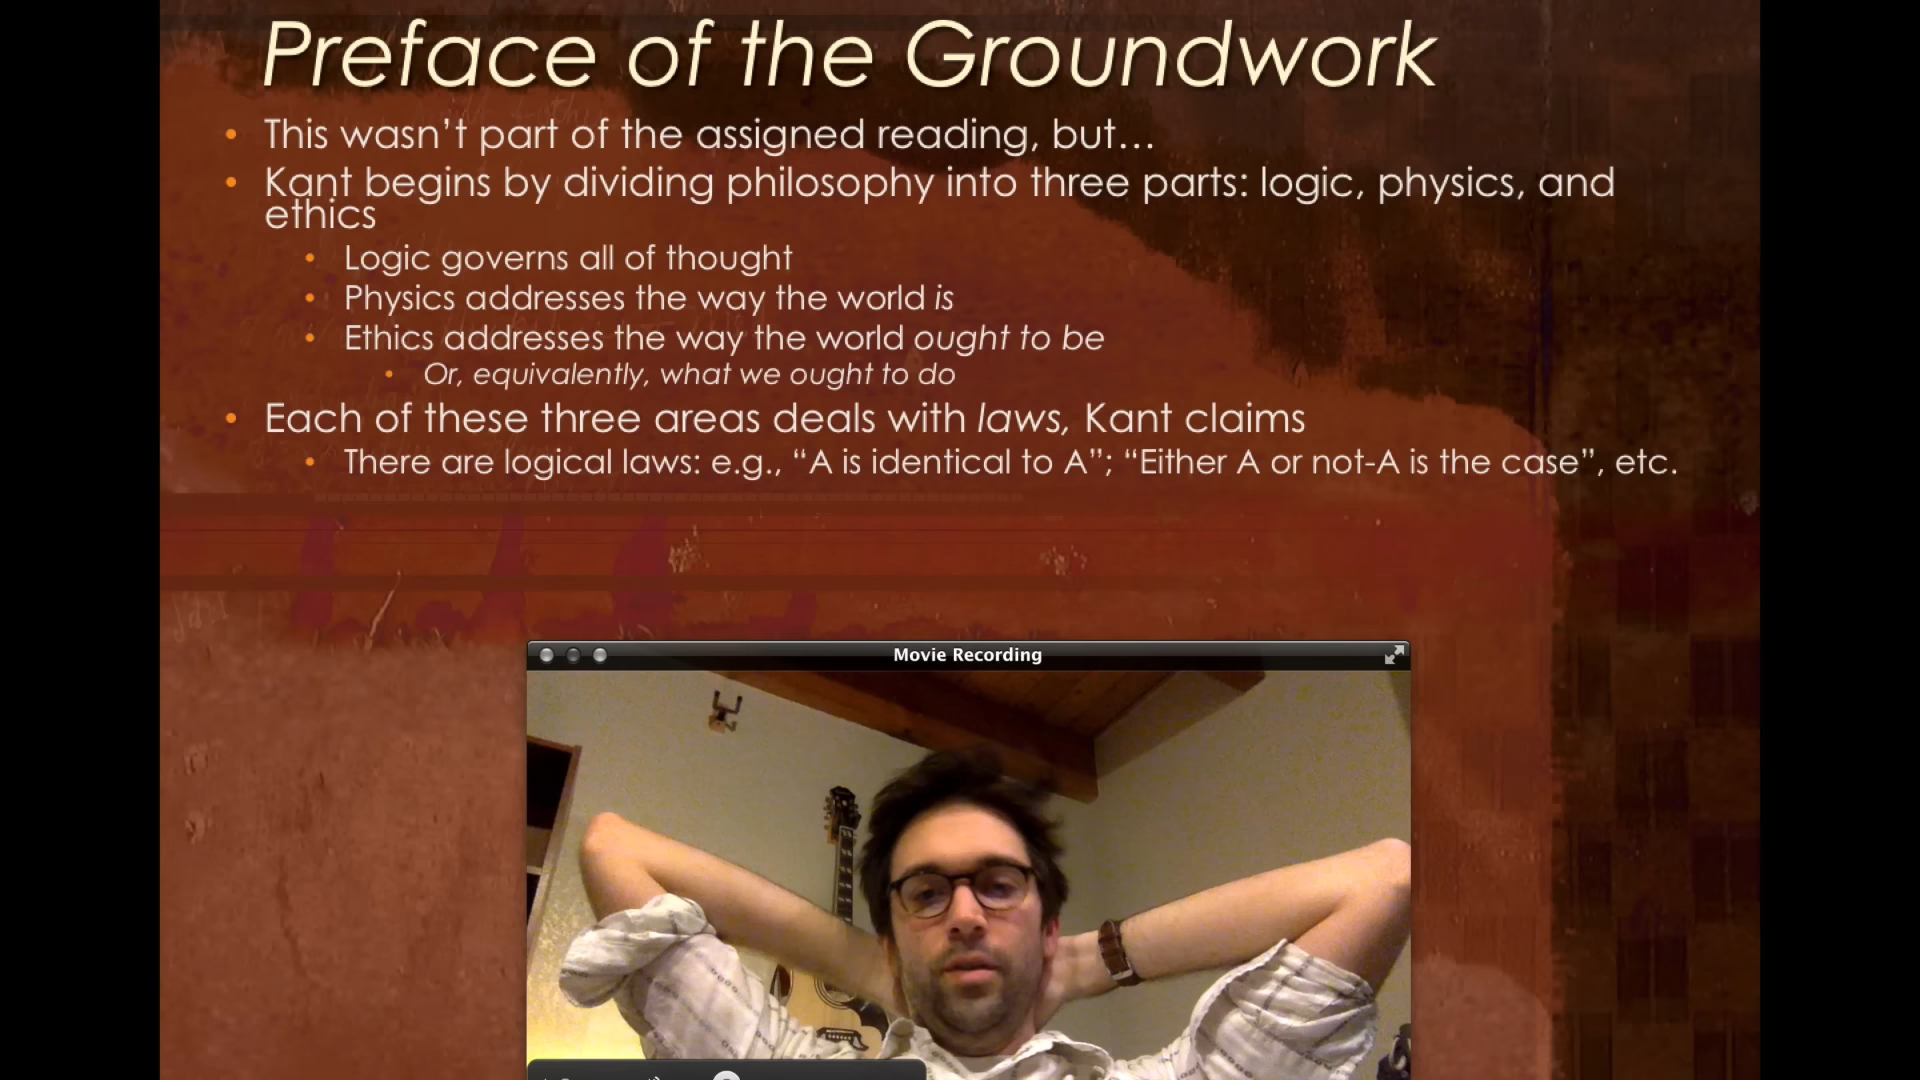 Preface of the Groundwork
• This wasn’t part of the assigned reading, but…
• Kant begins by dividing philosophy into three parts: logic, physics, and
ethics
• Logic governs all of thought
• Physics addresses the way the world is
• Ethics addresses the way the world ought to be
• Or, equivalently, what we ought to do
• Each of these three areas deals with laws, Kant claims
• There are logical laws: e.g., “A is identical to A”; “Either A or not-A is the case”, etc.
Movie Recording